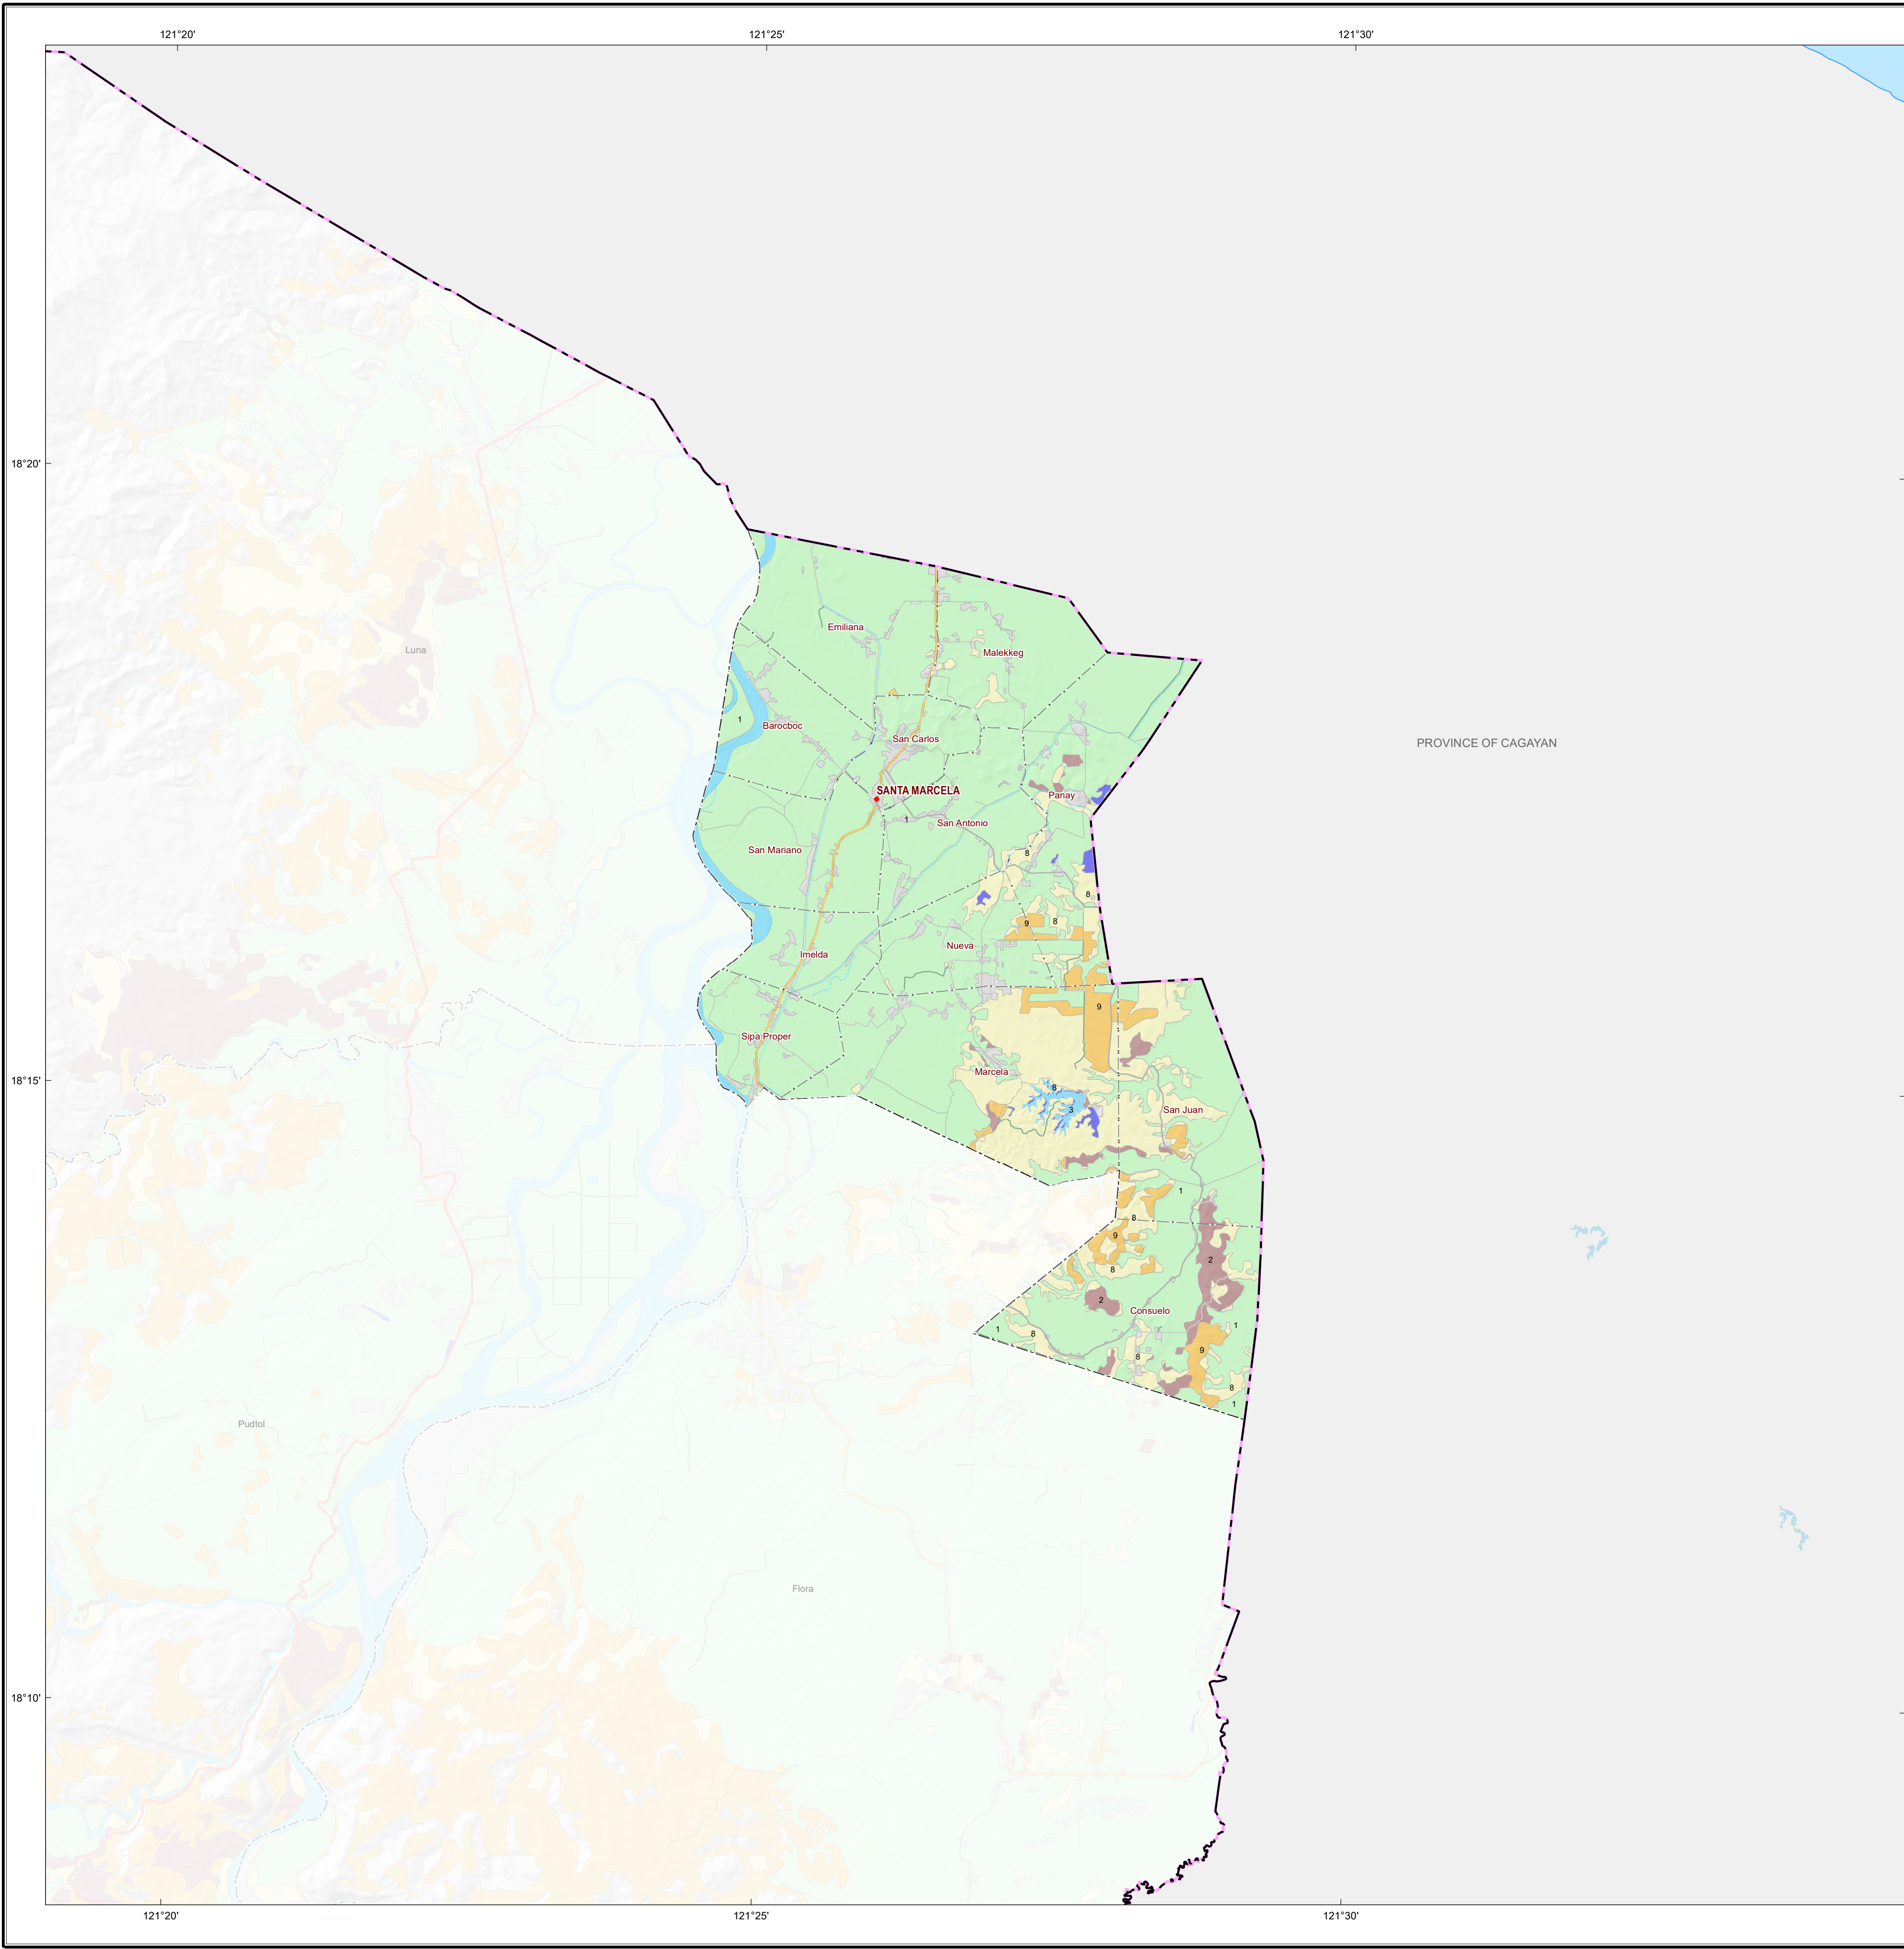 121°20'
121°25'
121°30'
18°20'
Emiliana
Luna
Malekkeg
1
Barocboc
San Carlos
PROVINCE OF CAGAYAN
SANTA MARCELA
Panay
1
San Antonio
San Mariano
8
8
9
8
Nueva
Imelda
9
Sipa Proper
Marcela
18°15'
8
3
San Juan
1
8
9
2
8
2
Consuelo
1
1
8
9
8
8
1
Pudtol
Flora
18°10'
121°20'
121°25'
121°30'